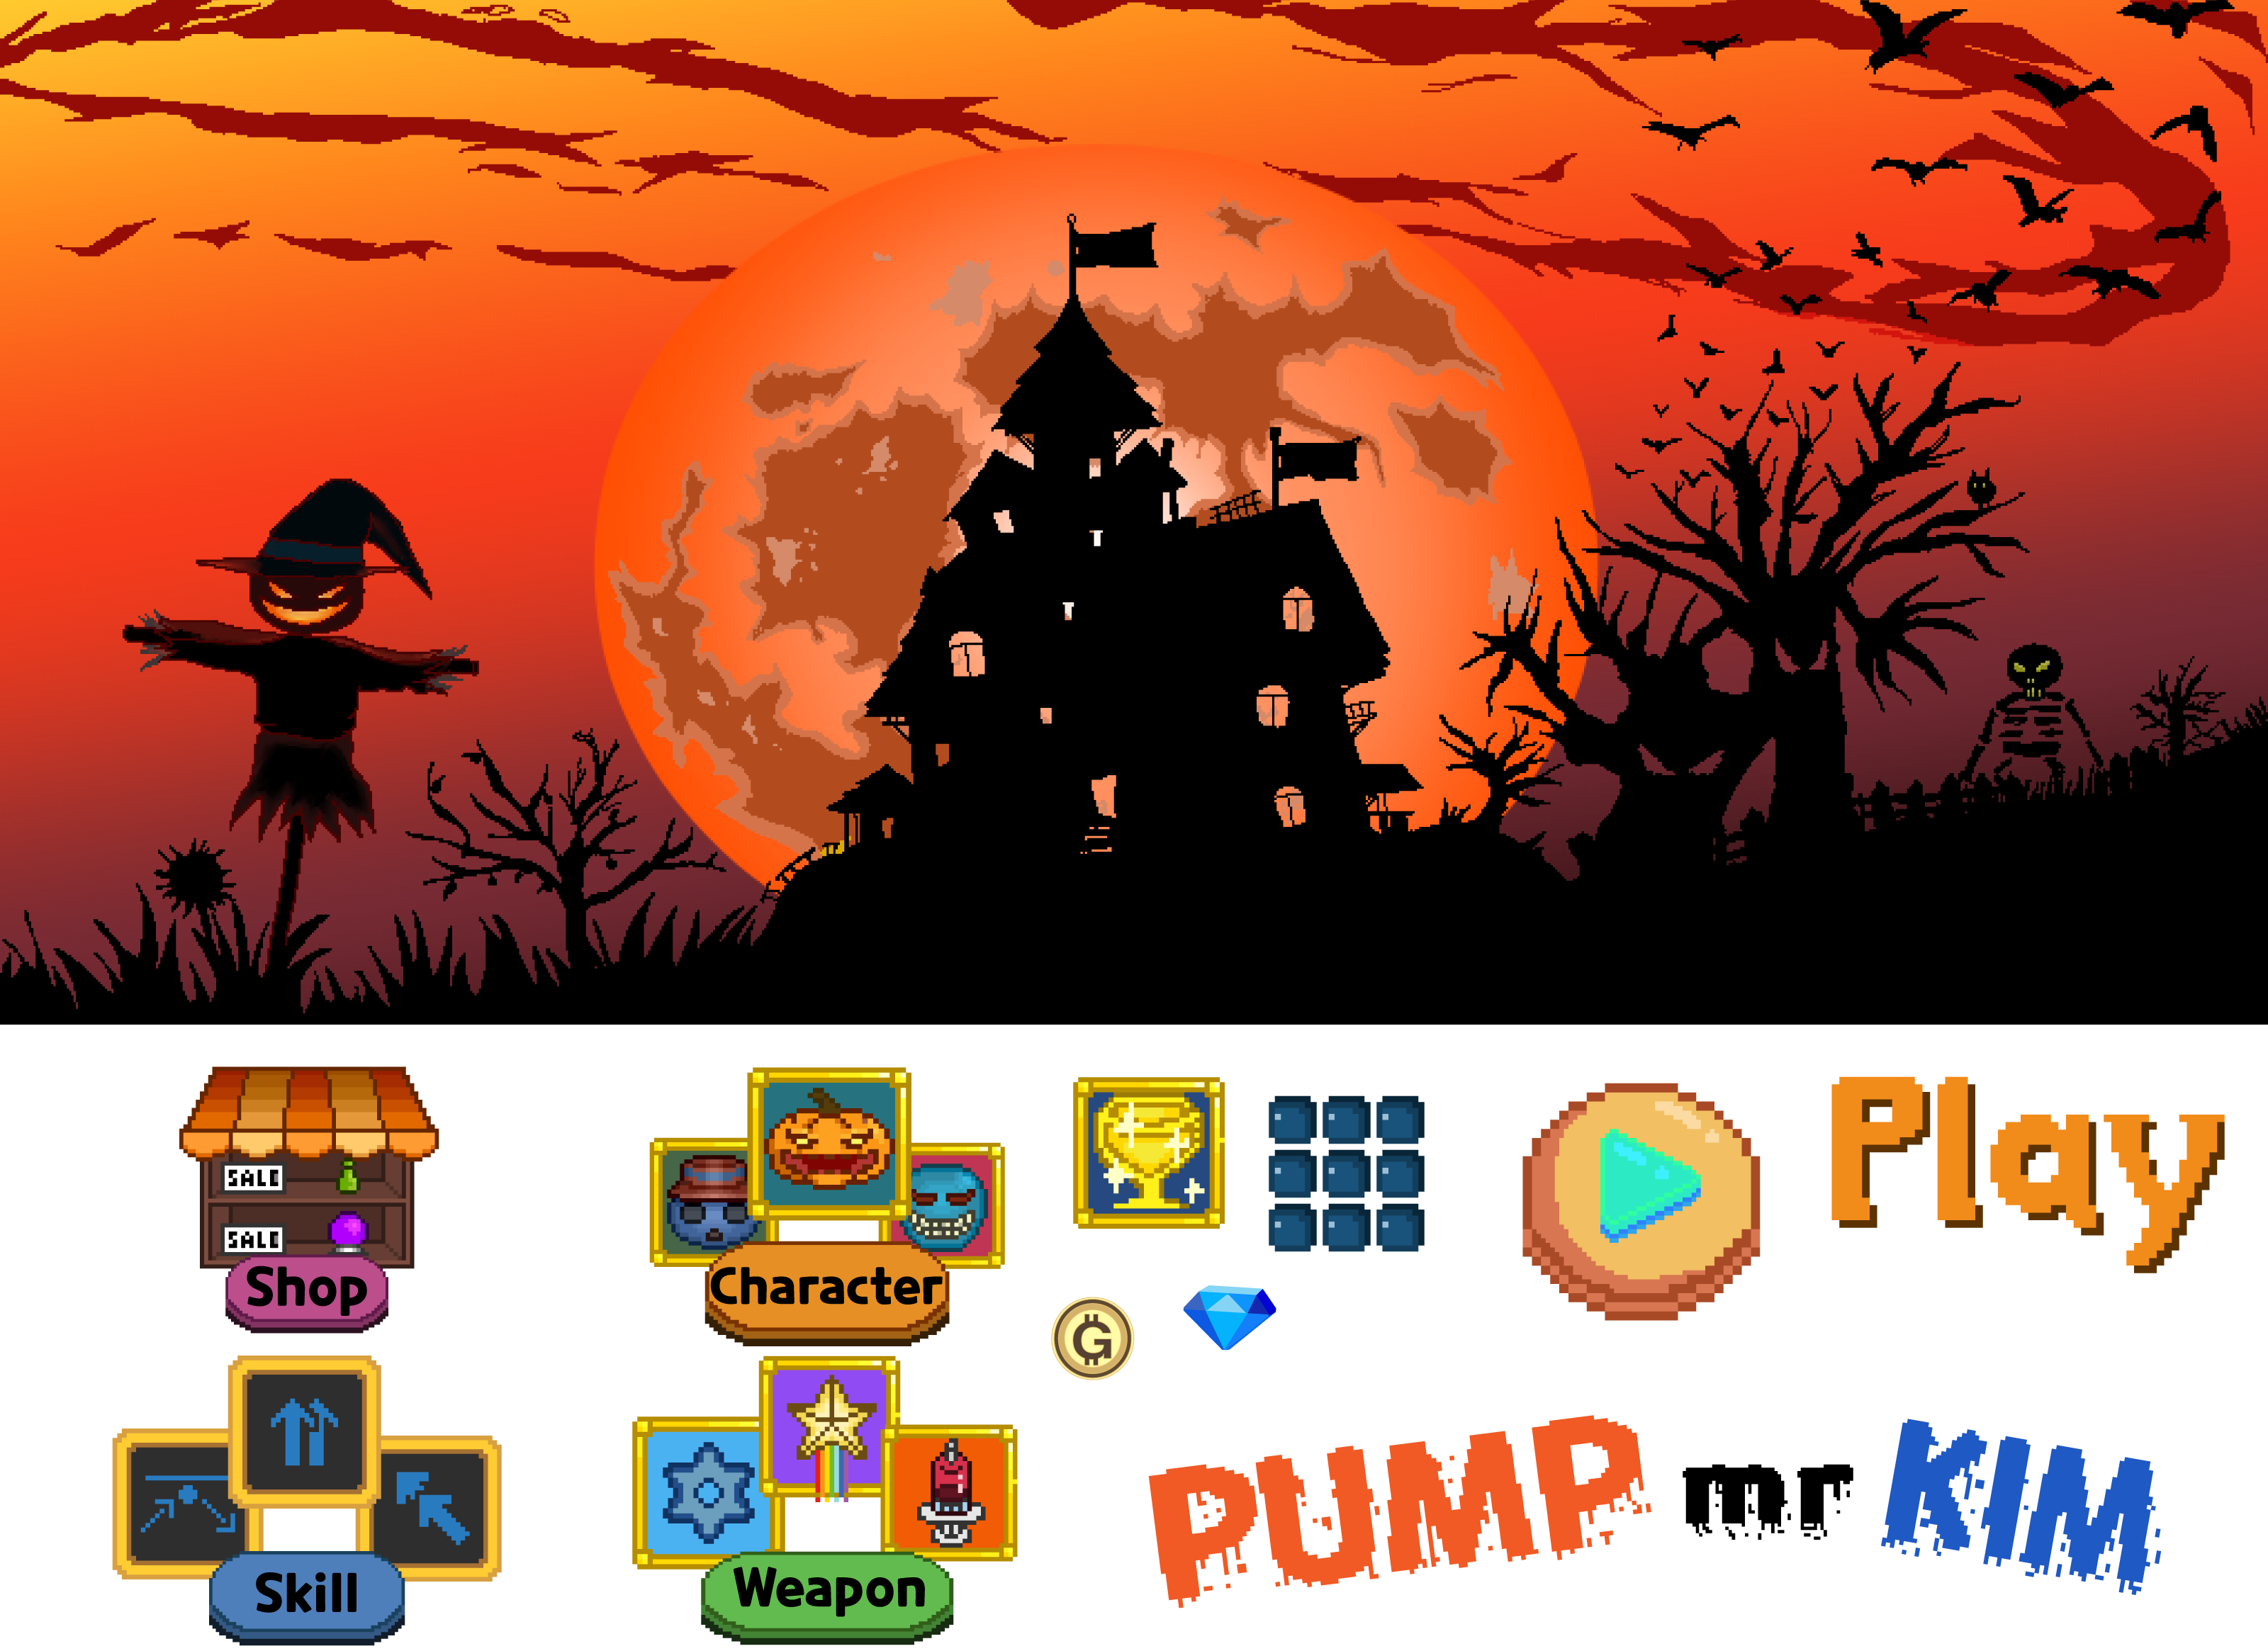 Play
SALE
SALE
Shop
Character
G
PUMP mr KIM
Skill
Weapon